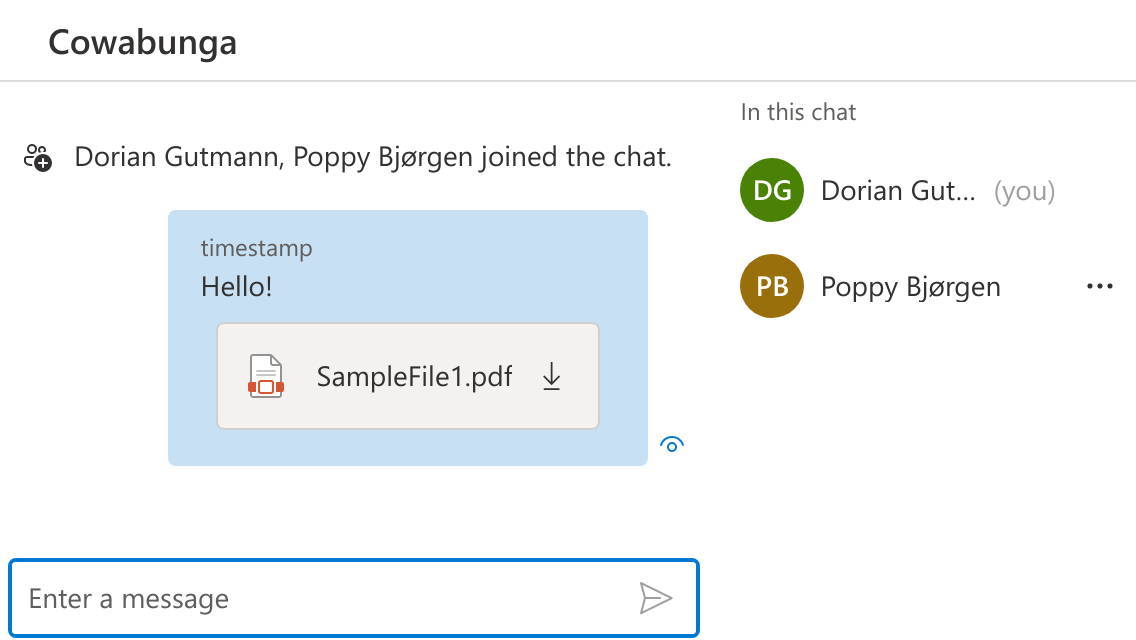 Cowabunga
Dorian Gutmann, Poppy Bjørgen joined the chat.
timestamp
Hello!
SampleFile1.pdf
Enter a message
In this chat
DG Dorian Gut... (you)
PB Poppy Bjørgen